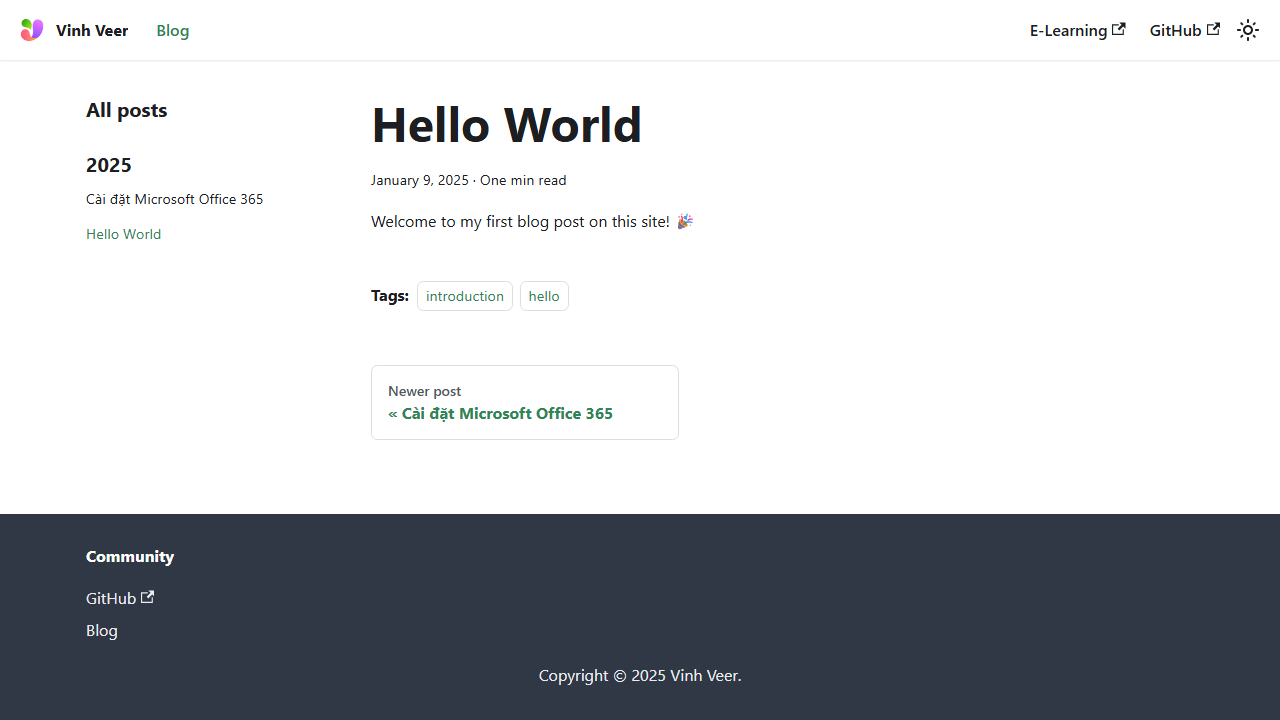 Vinh Veer Blog E-Learning GitHub
All posts
2025
Cài đặt Microsoft Office 365
Hello World
Hello World
January 9, 2025 · One min read
Welcome to my first blog post on this site! 🎉
Tags: introduction hello
Newer post
« Cài đặt Microsoft Office 365
Community
GitHub
Blog
Copyright © 2025 Vinh Veer.